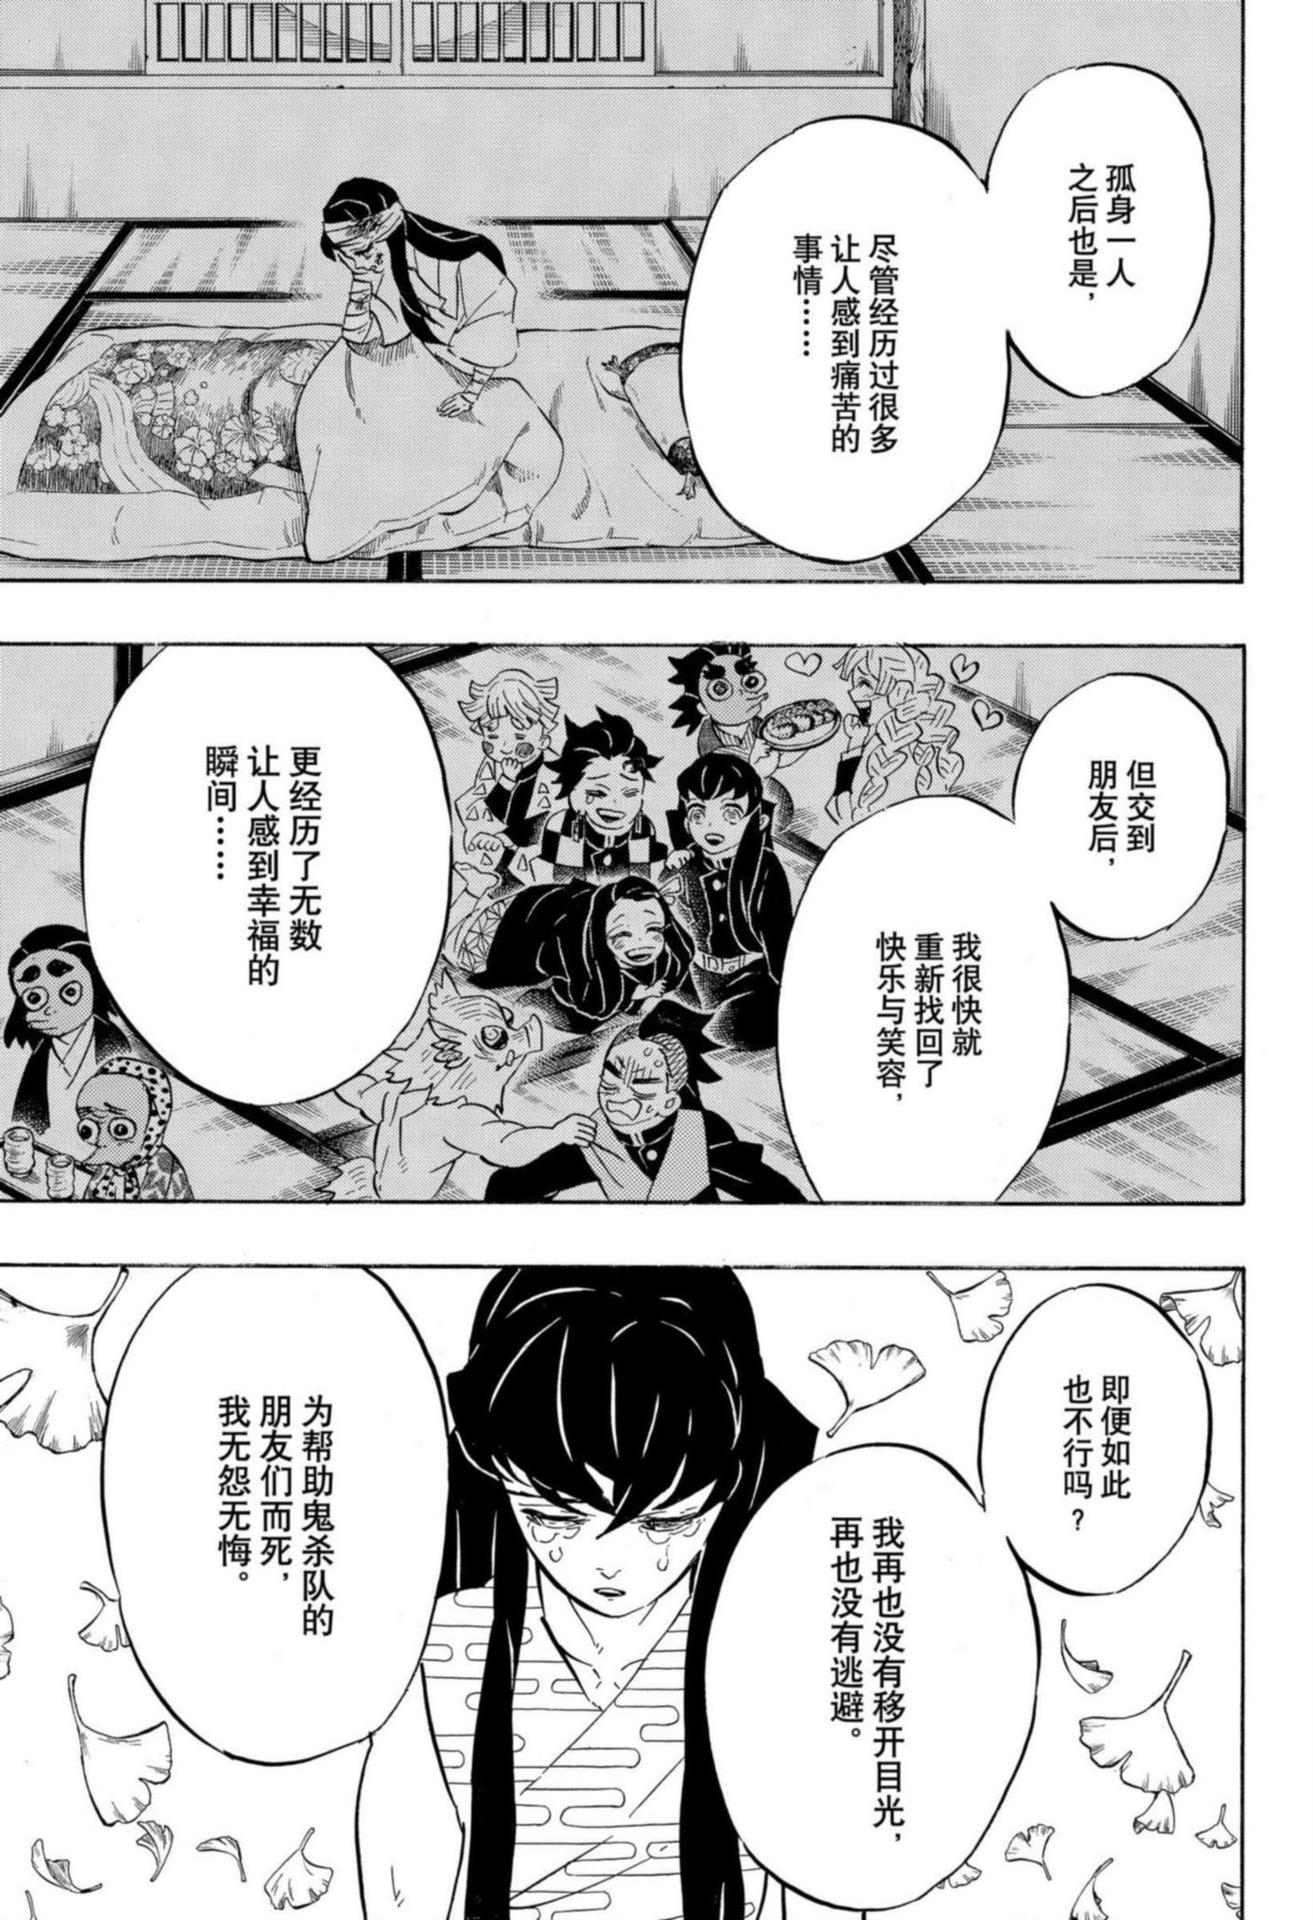 孤身一人
之后也是，
尽管经历过很多
让人感到痛苦的
事情……
但交到
朋友后，
我很快就
重新找回了
快乐与笑容，
更经历了无数
让人感到幸福的
瞬间……
即便如此
也不行吗？
我再也没有移开目光，
再也没有逃避。
为帮助鬼杀队的
朋友们而死，
我无怨无悔。